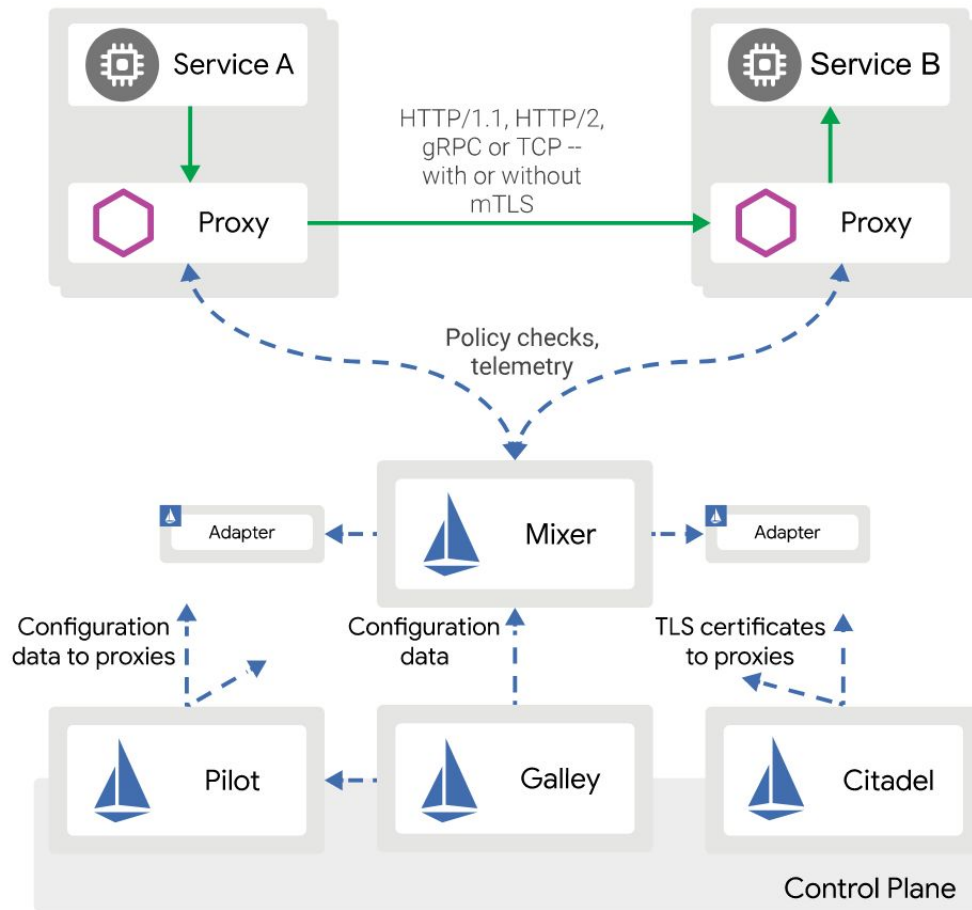 Service A
Service B
HTTP/1.1, HTTP/2,
gRPC or TCP --
with or without
mTLS
Proxy
Proxy
Policy checks,
telemetry
Mixer
Adapter
Adapter
Configuration
data to proxies
Configuration
data
TLS certificates
to proxies
Pilot
Galley
Citadel
Control Plane